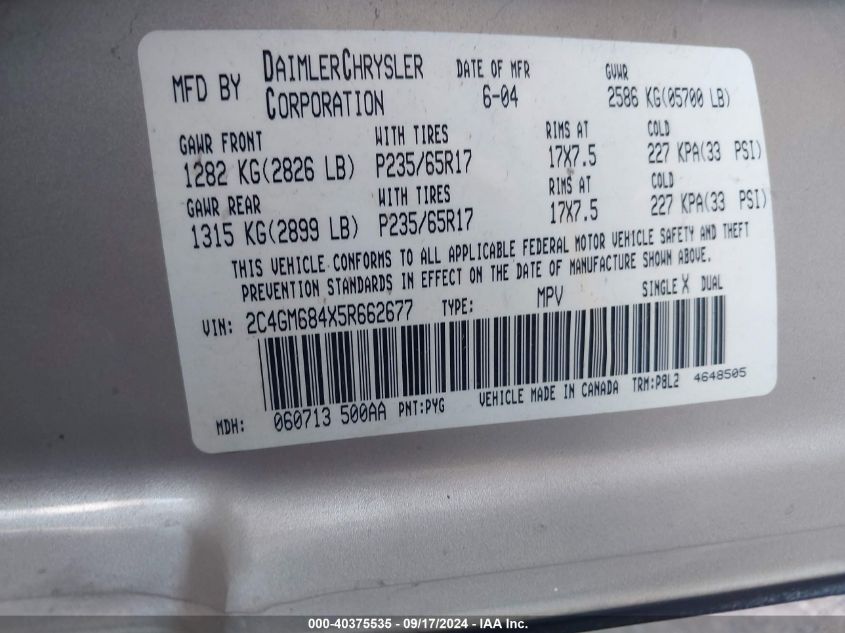 MFD BY DAIMLERCHRYSLER CORPORATION DATE OF MFR 6-04 GVWR 2586 KG(05700 LB)
GAWR FRONT WITH TIRES RIMS AT COLD
1282 KG(2826 LB) P235/65R17 17X7.5 227 KPA(33 PSI)
GAWR REAR WITH TIRES RIMS AT COLD
1315 KG(2899 LB) P235/65R17 17X7.5 227 KPA(33 PSI)
THIS VEHICLE CONFORMS TO ALL APPLICABLE FEDERAL MOTOR VEHICLE SAFETY AND THEFT
PREVENTION STANDARDS IN EFFECT ON THE DATE OF MANUFACTURE SHOWN ABOVE.
VIN: 2C4GM684X5R662677 TYPE: MPV SINGLE X DUAL
MDH: 060713 500AA PNT:PYG VEHICLE MADE IN CANADA TRM:P8L2 4648505
000-40375535 - 09/17/2024 - IAA Inc.